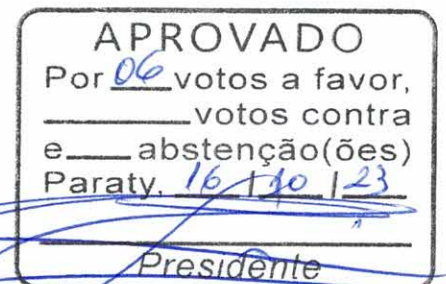 APROVADO
Por 06 votos a favor,
votos contra
e abstenção(ões)
Paraty, 16 / 10 / 23
Presidente